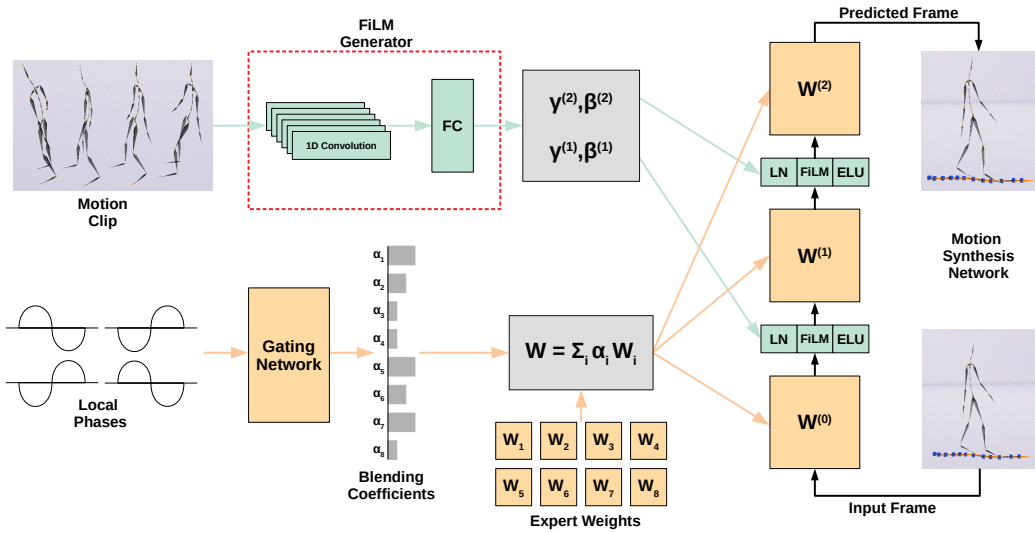 FiLM
Generator
1D Convolution
FC
Motion
Clip
γ⁽²⁾,β⁽²⁾
γ⁽¹⁾,β⁽¹⁾
Predicted Frame
W⁽²⁾
LN FiLM ELU
W⁽¹⁾
LN FiLM ELU
W⁽⁰⁾
Motion
Synthesis
Network
Input Frame
Local
Phases
Gating
Network
α₁
α₂
α₃
α₄
α₅
α₆
α₇
α₈
Blending
Coefficients
W = Σᵢ αᵢ Wᵢ
W₁ W₂ W₃ W₄
W₅ W₆ W₇ W₈
Expert Weights